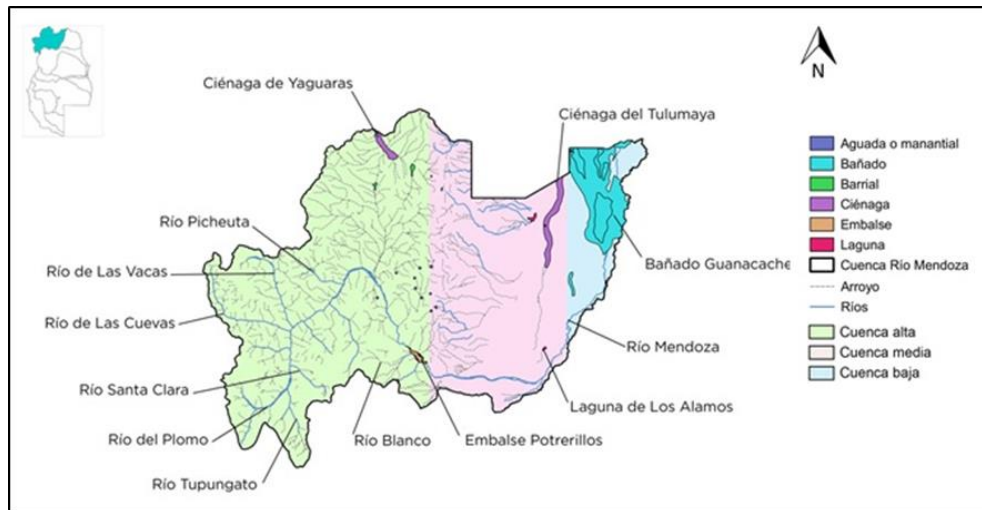 Ciénaga de Yaguaras
Ciénaga del Tulumaya
N
Río Picheuta
Río de Las Vacas
Río de Las Cuevas
Río Santa Clara
Río del Plomo
Río Tupungato
Río Blanco
Embalse Potrerillos
Laguna de Los Alamos
Río Mendoza
Bañado Guanacache
Aguada o manantial
Bañado
Barrial
Ciénaga
Embalse
Laguna
Cuenca Río Mendoza
Arroyo
Ríos
Cuenca alta
Cuenca media
Cuenca baja